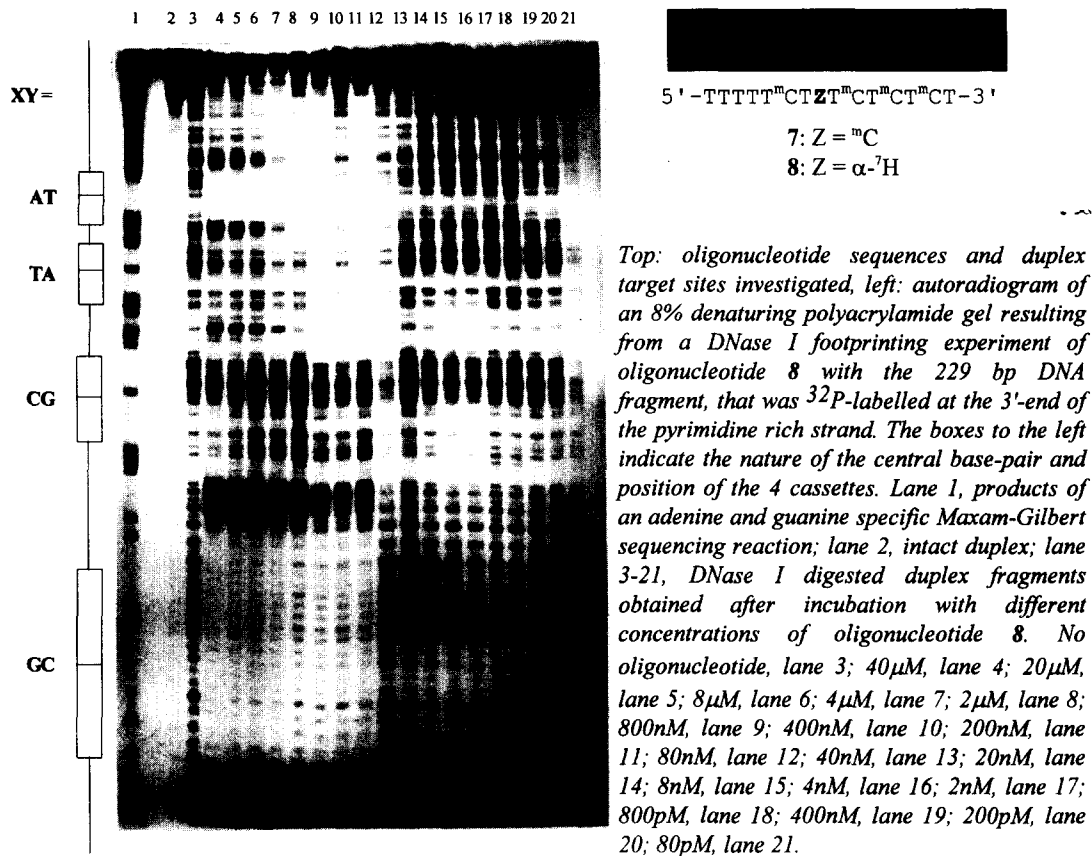 1 2 3 4 5 6 7 8 9 10 11 12 13 14 15 16 17 18 19 20 21
XY=
AT
TA
CG
GC
5'-TTTTTᵐCTZTᵐCTᵐCTᵐCT-3'
7: Z = ᵐC
8: Z = α-⁷H
Top: oligonucleotide sequences and duplex
target sites investigated, left: autoradiogram of
an 8% denaturing polyacrylamide gel resulting
from a DNase I footprinting experiment of
oligonucleotide 8 with the 229 bp DNA
fragment, that was ³²P-labelled at the 3'-end of
the pyrimidine rich strand. The boxes to the left
indicate the nature of the central base-pair and
position of the 4 cassettes. Lane 1, products of
an adenine and guanine specific Maxam-Gilbert
sequencing reaction; lane 2, intact duplex; lane
3-21, DNase I digested duplex fragments
obtained after incubation with different
concentrations of oligonucleotide 8. No
oligonucleotide, lane 3; 40µM, lane 4; 20µM,
lane 5; 8µM, lane 6; 4µM, lane 7; 2µM, lane 8;
800nM, lane 9; 400nM, lane 10; 200nM, lane
11; 80nM, lane 12; 40nM, lane 13; 20nM, lane
14; 8nM, lane 15; 4nM, lane 16; 2nM, lane 17;
800pM, lane 18; 400nM, lane 19; 200pM, lane
20; 80pM, lane 21.